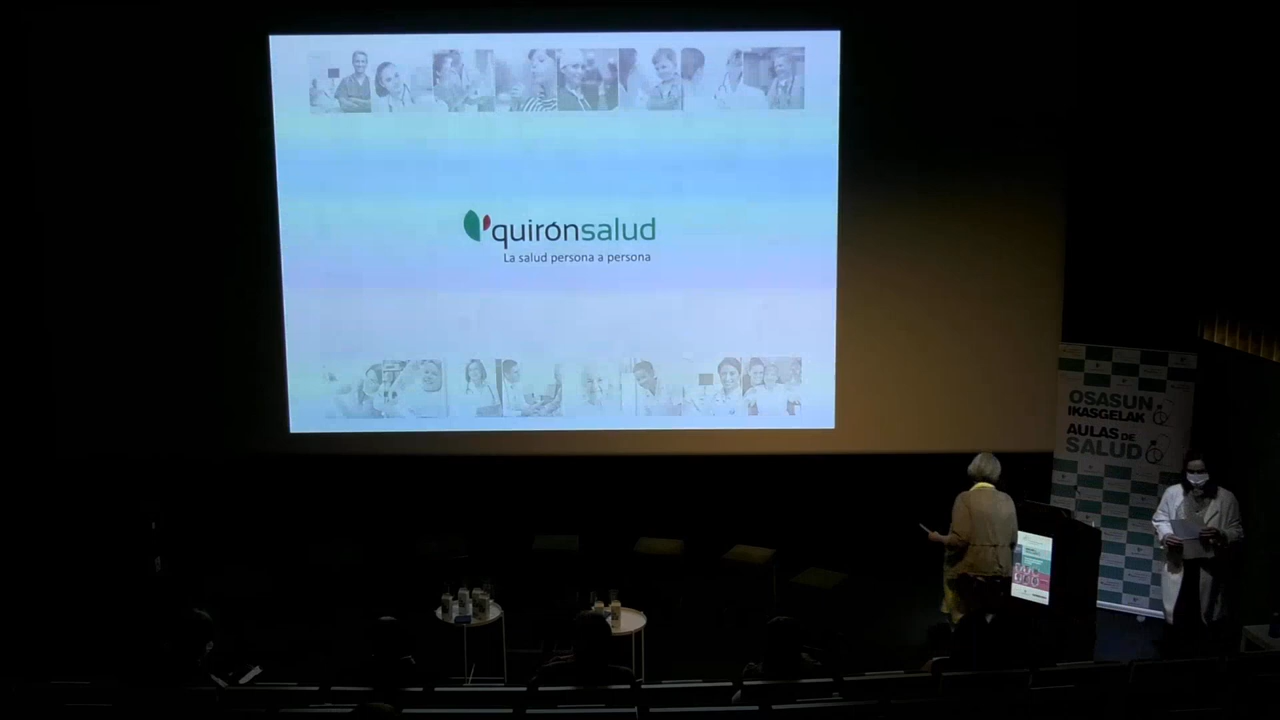 quirónsalud
La salud persona a persona
OSASUN
IKASGELAK
AULAS DE
SALUD